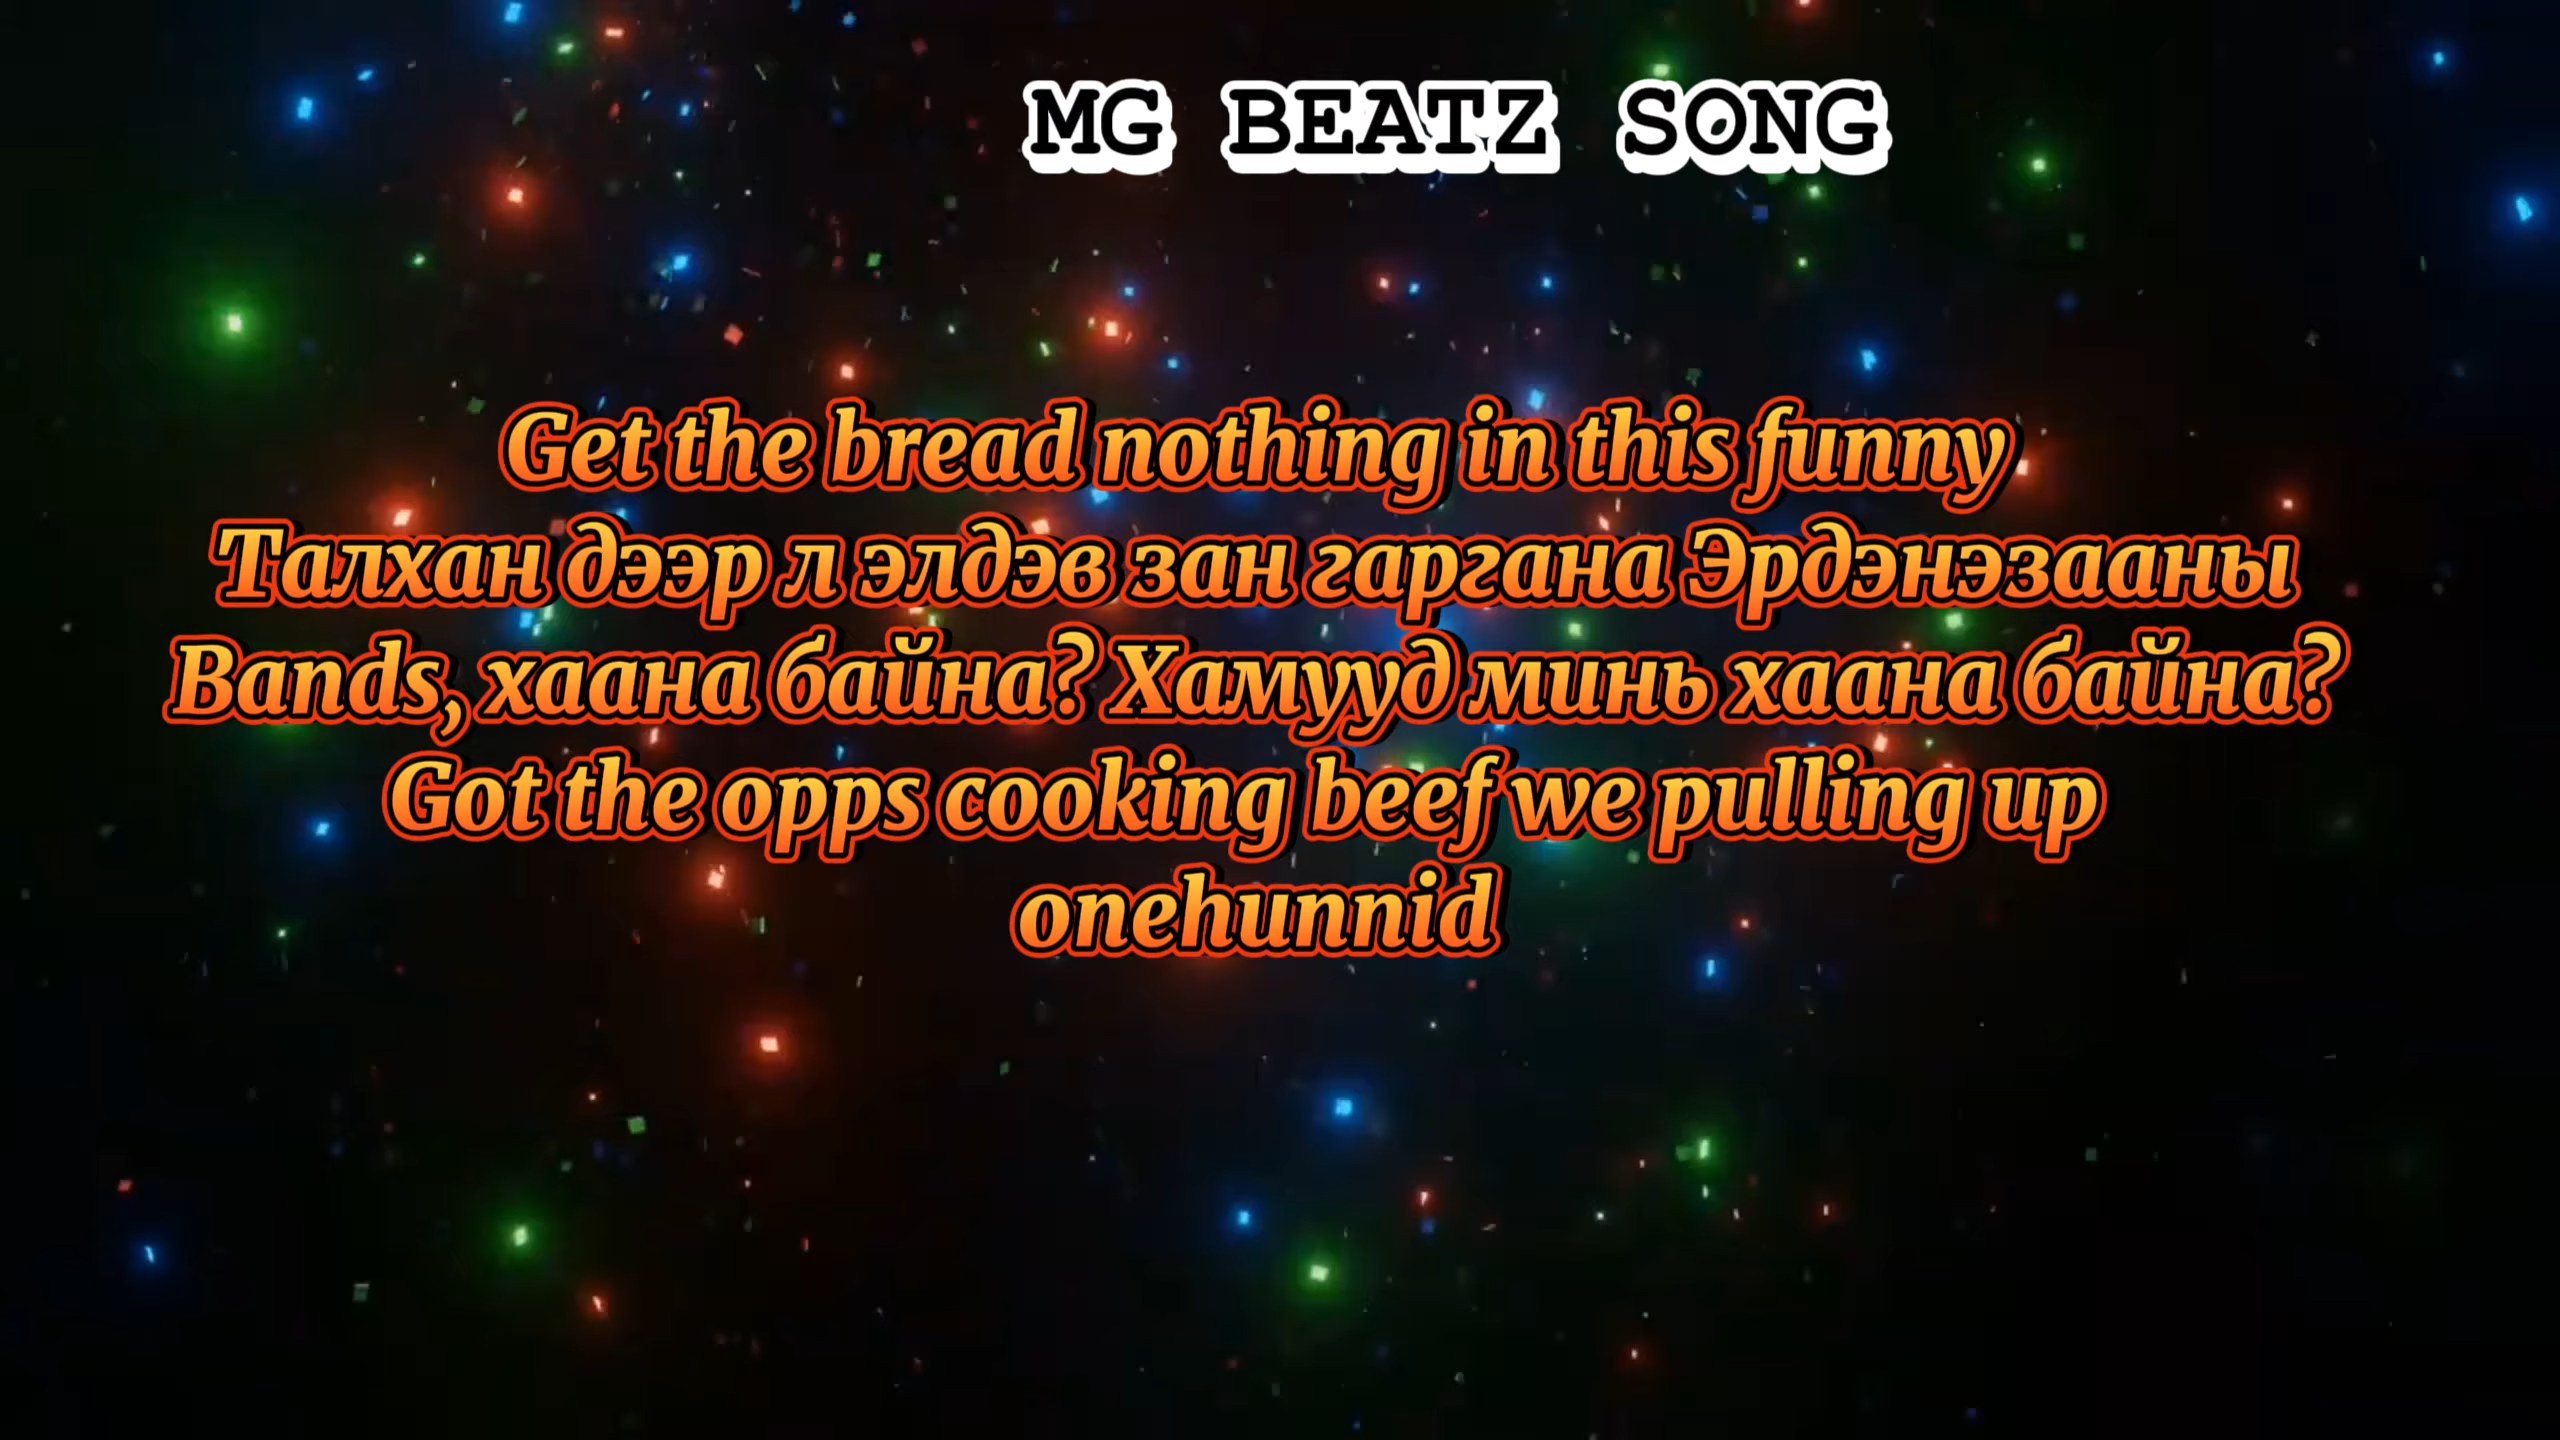 MG BEATZ SONG
Get the bread nothing in this funny
Талхан дээр л элдэв зан гаргана Эрдэнэзааны
Bands, хаана байна? Хамууд минь хаана байна?
Got the opps cooking beef we pulling up
onehunnid